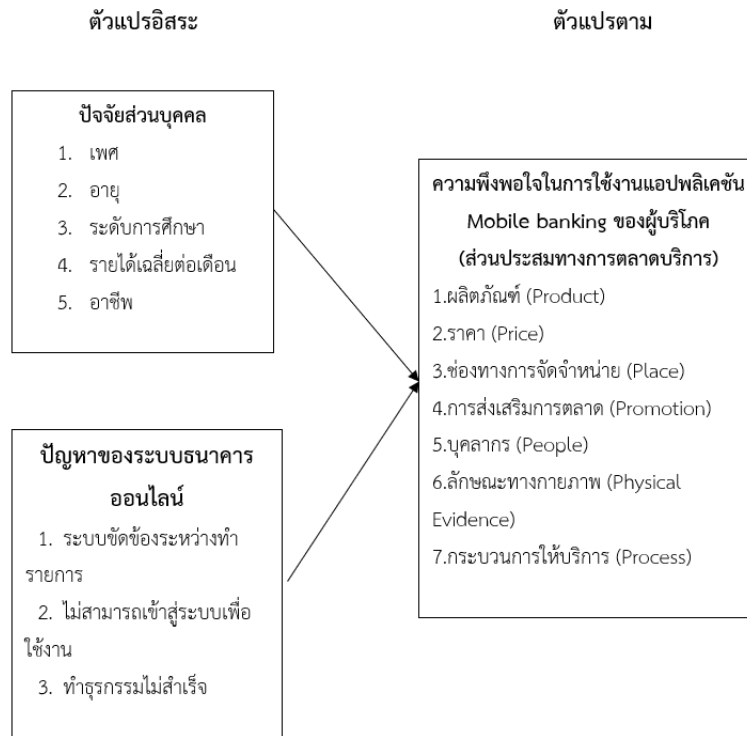 ตัวแปรอิสระ
ตัวแปรตาม
ปัจจัยส่วนบุคคล
1. เพศ
2. อายุ
3. ระดับการศึกษา
4. รายได้เฉลี่ยต่อเดือน
5. อาชีพ
ปัญหาของระบบธนาคาร
ออนไลน์
1. ระบบขัดข้องระหว่างทำ
รายการ
2. ไม่สามารถเข้าสู่ระบบเพื่อ
ใช้งาน
3. ทำธุรกรรมไม่สำเร็จ
ความพึงพอใจในการใช้งานแอปพลิเคชัน
Mobile banking ของผู้บริโภค
(ส่วนประสมทางการตลาดบริการ)
1.ผลิตภัณฑ์ (Product)
2.ราคา (Price)
3.ช่องทางการจัดจำหน่าย (Place)
4.การส่งเสริมการตลาด (Promotion)
5.บุคลากร (People)
6.ลักษณะทางกายภาพ (Physical
Evidence)
7.กระบวนการให้บริการ (Process)